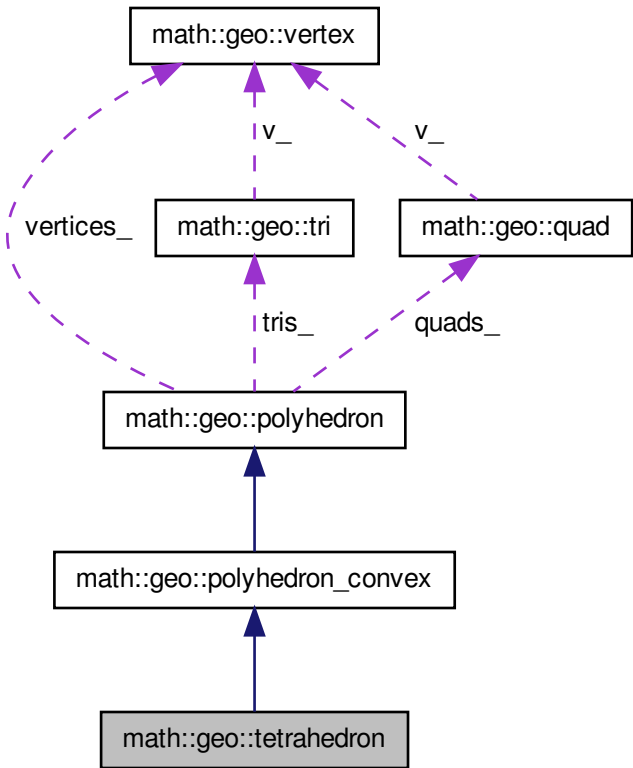 math::geo::vertex
v_
v_
vertices_
math::geo::tri
math::geo::quad
tris_
quads_
math::geo::polyhedron
math::geo::polyhedron_convex
math::geo::tetrahedron